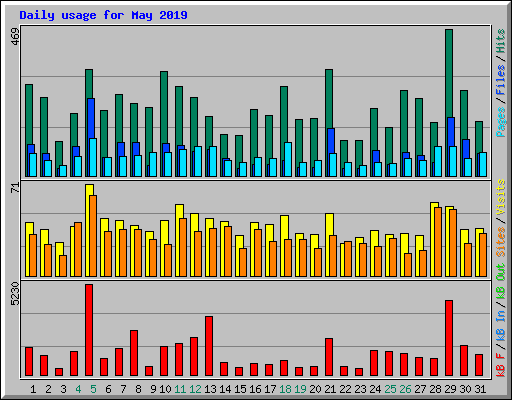 Daily usage for May 2019
469
Pages / Files / Hits
71
Sites / Visits
5230
kB F / kB In / kB Out
1 2 3 4 5 6 7 8 9 10 11 12 13 14 15 16 17 18 19 20 21 22 23 24 25 26 27 28 29 30 31